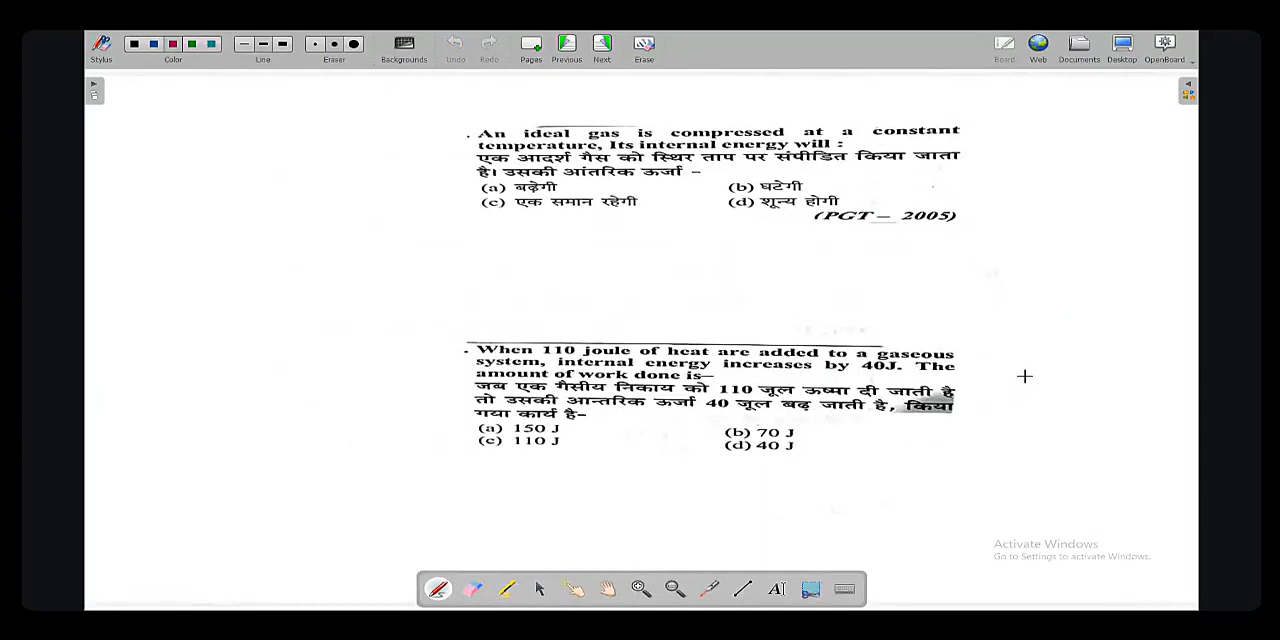 Stylus
Color
Line
Eraser
Backgrounds
Undo
Redo
Pages
Previous
Next
Erase
Board
Web
Documents
Desktop
OpenBoard
. An ideal gas is compressed at a constant
temperature, Its internal energy will :
एक आदर्श गैस को स्थिर ताप पर संपीडित किया जाता
है। उसकी आंतरिक ऊर्जा –
(a) बढ़ेगी (b) घटेगी
(c) एक समान रहेगी (d) शून्य होगी
(PGT – 2005)
. When 110 joule of heat are added to a gaseous
system, internal energy increases by 40J. The
amount of work done is–
जब एक गैसीय निकाय को 110 जूल ऊष्मा दी जाती है
तो उसकी आन्तरिक ऊर्जा 40 जूल बढ़ जाती है, किया
गया कार्य है–
(a) 150 J (b) 70 J
(c) 110 J (d) 40 J
Activate Windows
Go to Settings to activate Windows.